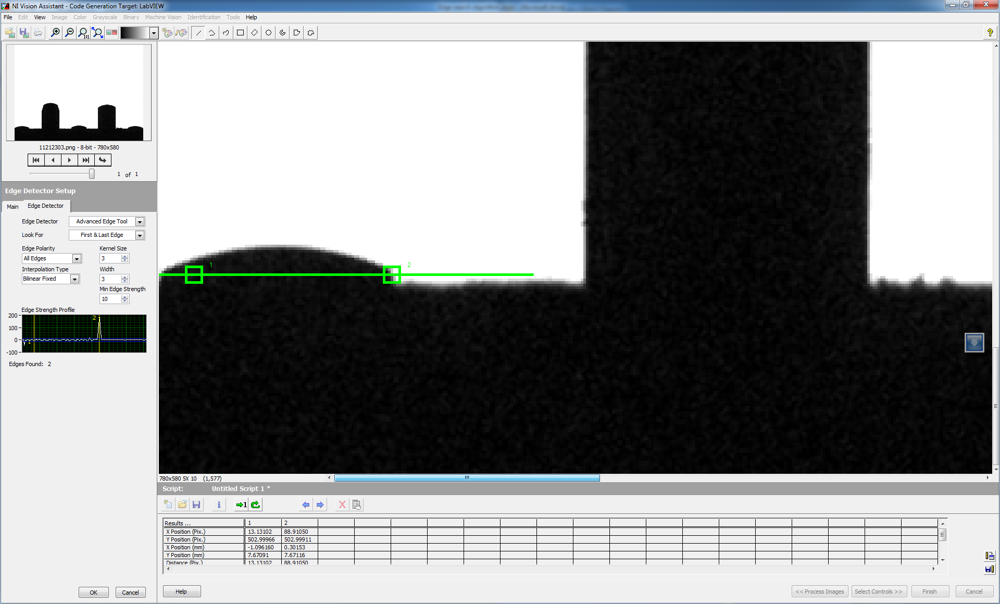 NI Vision Assistant - Code Generation Target: LabVIEW
File Edit View Image Color Grayscale Binary Machine Vision Identification Tools Help
1:1
?
11212303.png - 8-bit - 780x580
1 of 1
Edge Detector Setup
Main Edge Detector
Edge Detector Advanced Edge Tool
Look For First & Last Edge
Edge Polarity Kernel Size
All Edges 3
Interpolation Type Width
Bilinear Fixed 3
Min Edge Strength
10
Edge Strength Profile
200
100
0
-100
2
1
Edges Found: 2
OK Cancel
1
2
780x580 5X 10 (1,577)
Script: Untitled Script 1 *
1
Results ... 1 2
X Position (Pix.) 13.13102 88.91050
Y Position (Pix.) 502.99966 502.99911
X Position (mm) -1.096160 0.30153
Y Position (mm) 7.67091 7.67116
Distance (Pix.) 13.13102 88.91050
Help
<< Process Images Select Controls >> Finish Cancel